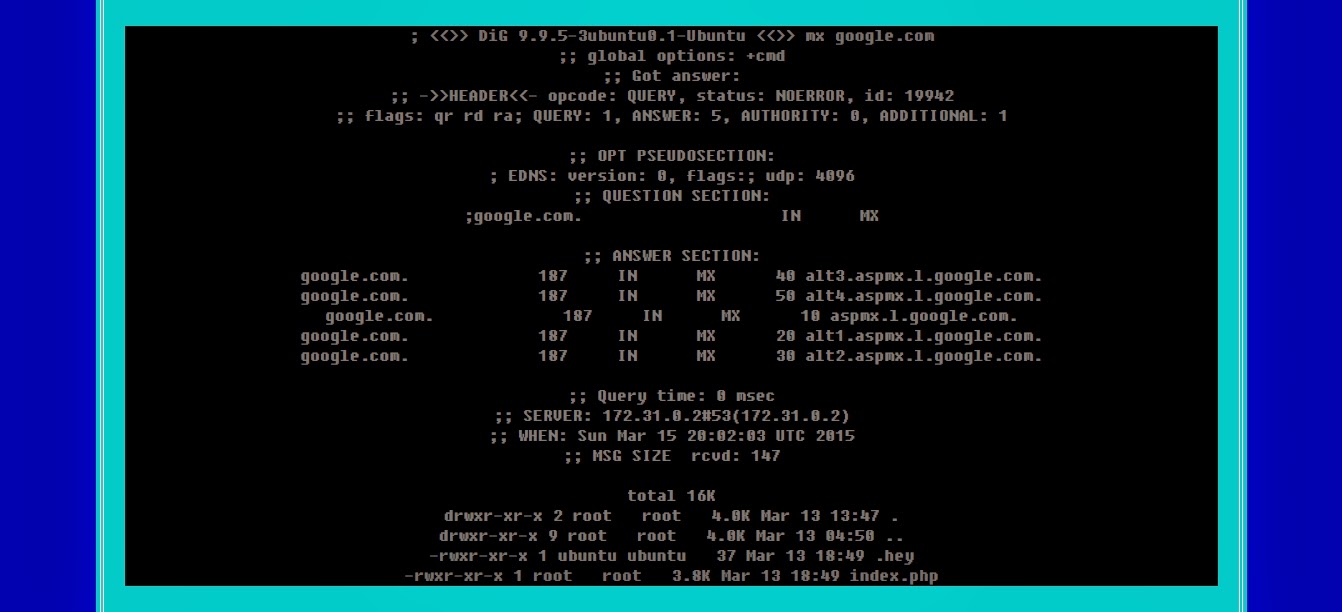 ; <<>> DiG 9.9.5-3ubuntu0.1-Ubuntu <<>> mx google.com
;; global options: +cmd
;; Got answer:
;; ->>HEADER<<- opcode: QUERY, status: NOERROR, id: 19942
;; flags: qr rd ra; QUERY: 1, ANSWER: 5, AUTHORITY: 0, ADDITIONAL: 1
;; OPT PSEUDOSECTION:
; EDNS: version: 0, flags:; udp: 4096
;; QUESTION SECTION:
;google.com. IN MX
;; ANSWER SECTION:
google.com. 187 IN MX 40 alt3.aspmx.l.google.com.
google.com. 187 IN MX 50 alt4.aspmx.l.google.com.
google.com. 187 IN MX 10 aspmx.l.google.com.
google.com. 187 IN MX 20 alt1.aspmx.l.google.com.
google.com. 187 IN MX 30 alt2.aspmx.l.google.com.
;; Query time: 0 msec
;; SERVER: 172.31.0.2#53(172.31.0.2)
;; WHEN: Sun Mar 15 20:02:03 UTC 2015
;; MSG SIZE rcvd: 147
total 16K
drwxr-xr-x 2 root root 4.0K Mar 13 13:47 .
drwxr-xr-x 9 root root 4.0K Mar 13 04:50 ..
-rwxr-xr-x 1 ubuntu ubuntu 37 Mar 13 18:49 .hey
-rwxr-xr-x 1 root root 3.8K Mar 13 18:49 index.php